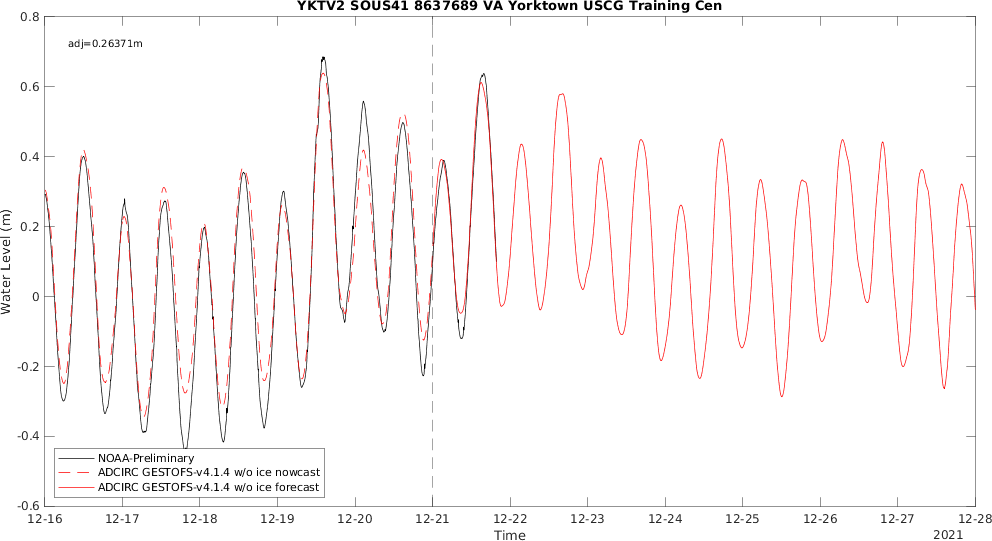 YKTV2 SOUS41 8637689 VA Yorktown USCG Training Cen
adj=0.26371m
Water Level (m)
0.8
0.6
0.4
0.2
0
-0.2
-0.4
-0.6
NOAA-Preliminary
ADCIRC GESTOFS-v4.1.4 w/o ice nowcast
ADCIRC GESTOFS-v4.1.4 w/o ice forecast
12-16 12-17 12-18 12-19 12-20 12-21 12-22 12-23 12-24 12-25 12-26 12-27 12-28
Time
2021